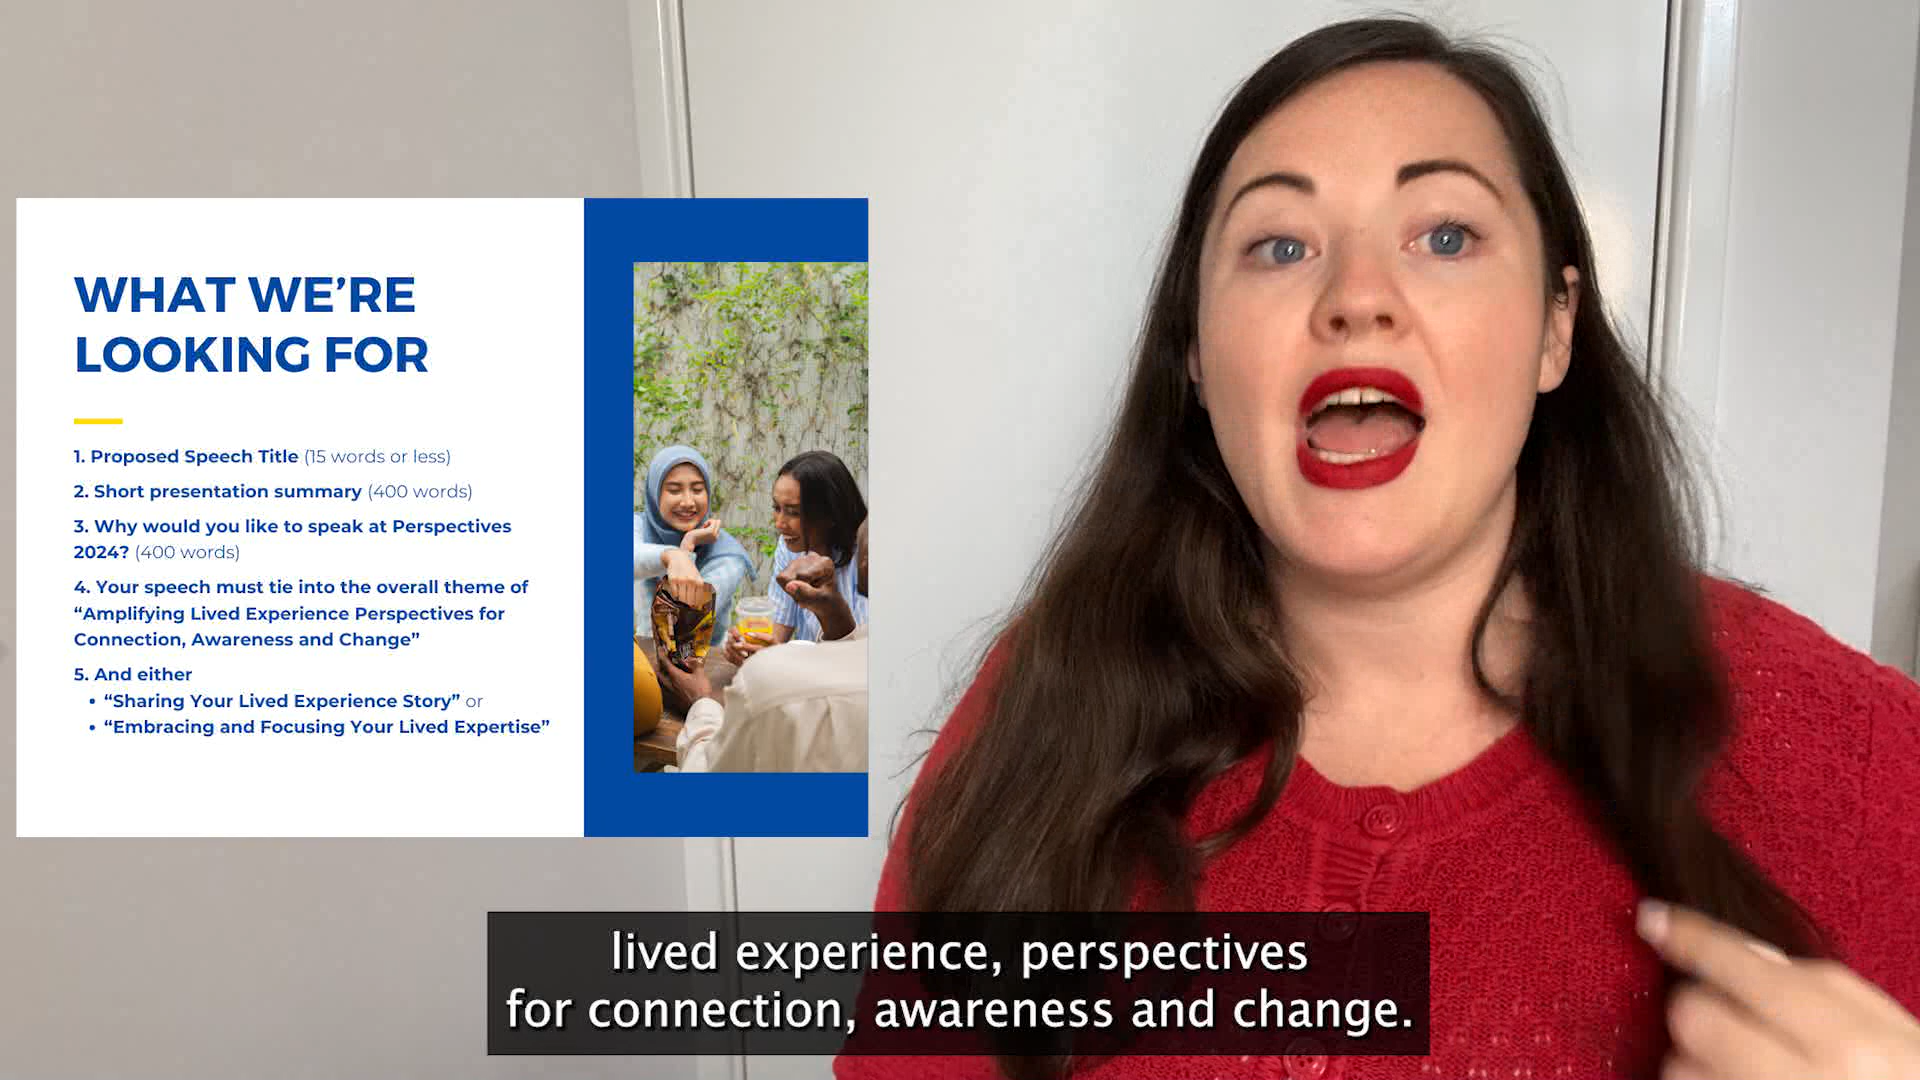 WHAT WE’RE
LOOKING FOR
1. Proposed Speech Title (15 words or less)
2. Short presentation summary (400 words)
3. Why would you like to speak at Perspectives
2024? (400 words)
4. Your speech must tie into the overall theme of
“Amplifying Lived Experience Perspectives for
Connection, Awareness and Change”
5. And either
• “Sharing Your Lived Experience Story” or
• “Embracing and Focusing Your Lived Expertise”
lived experience, perspectives
for connection, awareness and change.